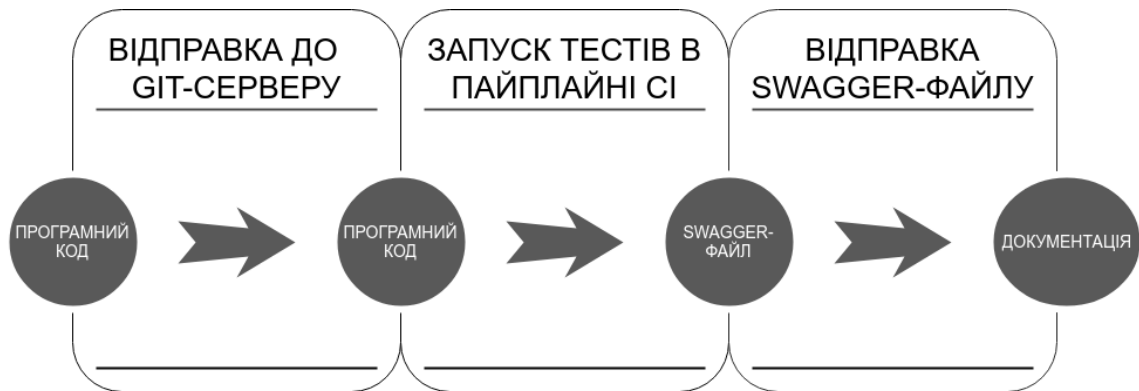 ВІДПРАВКА ДО
GIT-СЕРВЕРУ
ЗАПУСК ТЕСТІВ В
ПАЙПЛАЙНІ CI
ВІДПРАВКА
SWAGGER-ФАЙЛУ
ПРОГРАМНИЙ
КОД
ПРОГРАМНИЙ
КОД
SWAGGER-
ФАЙЛ
ДОКУМЕНТАЦІЯ